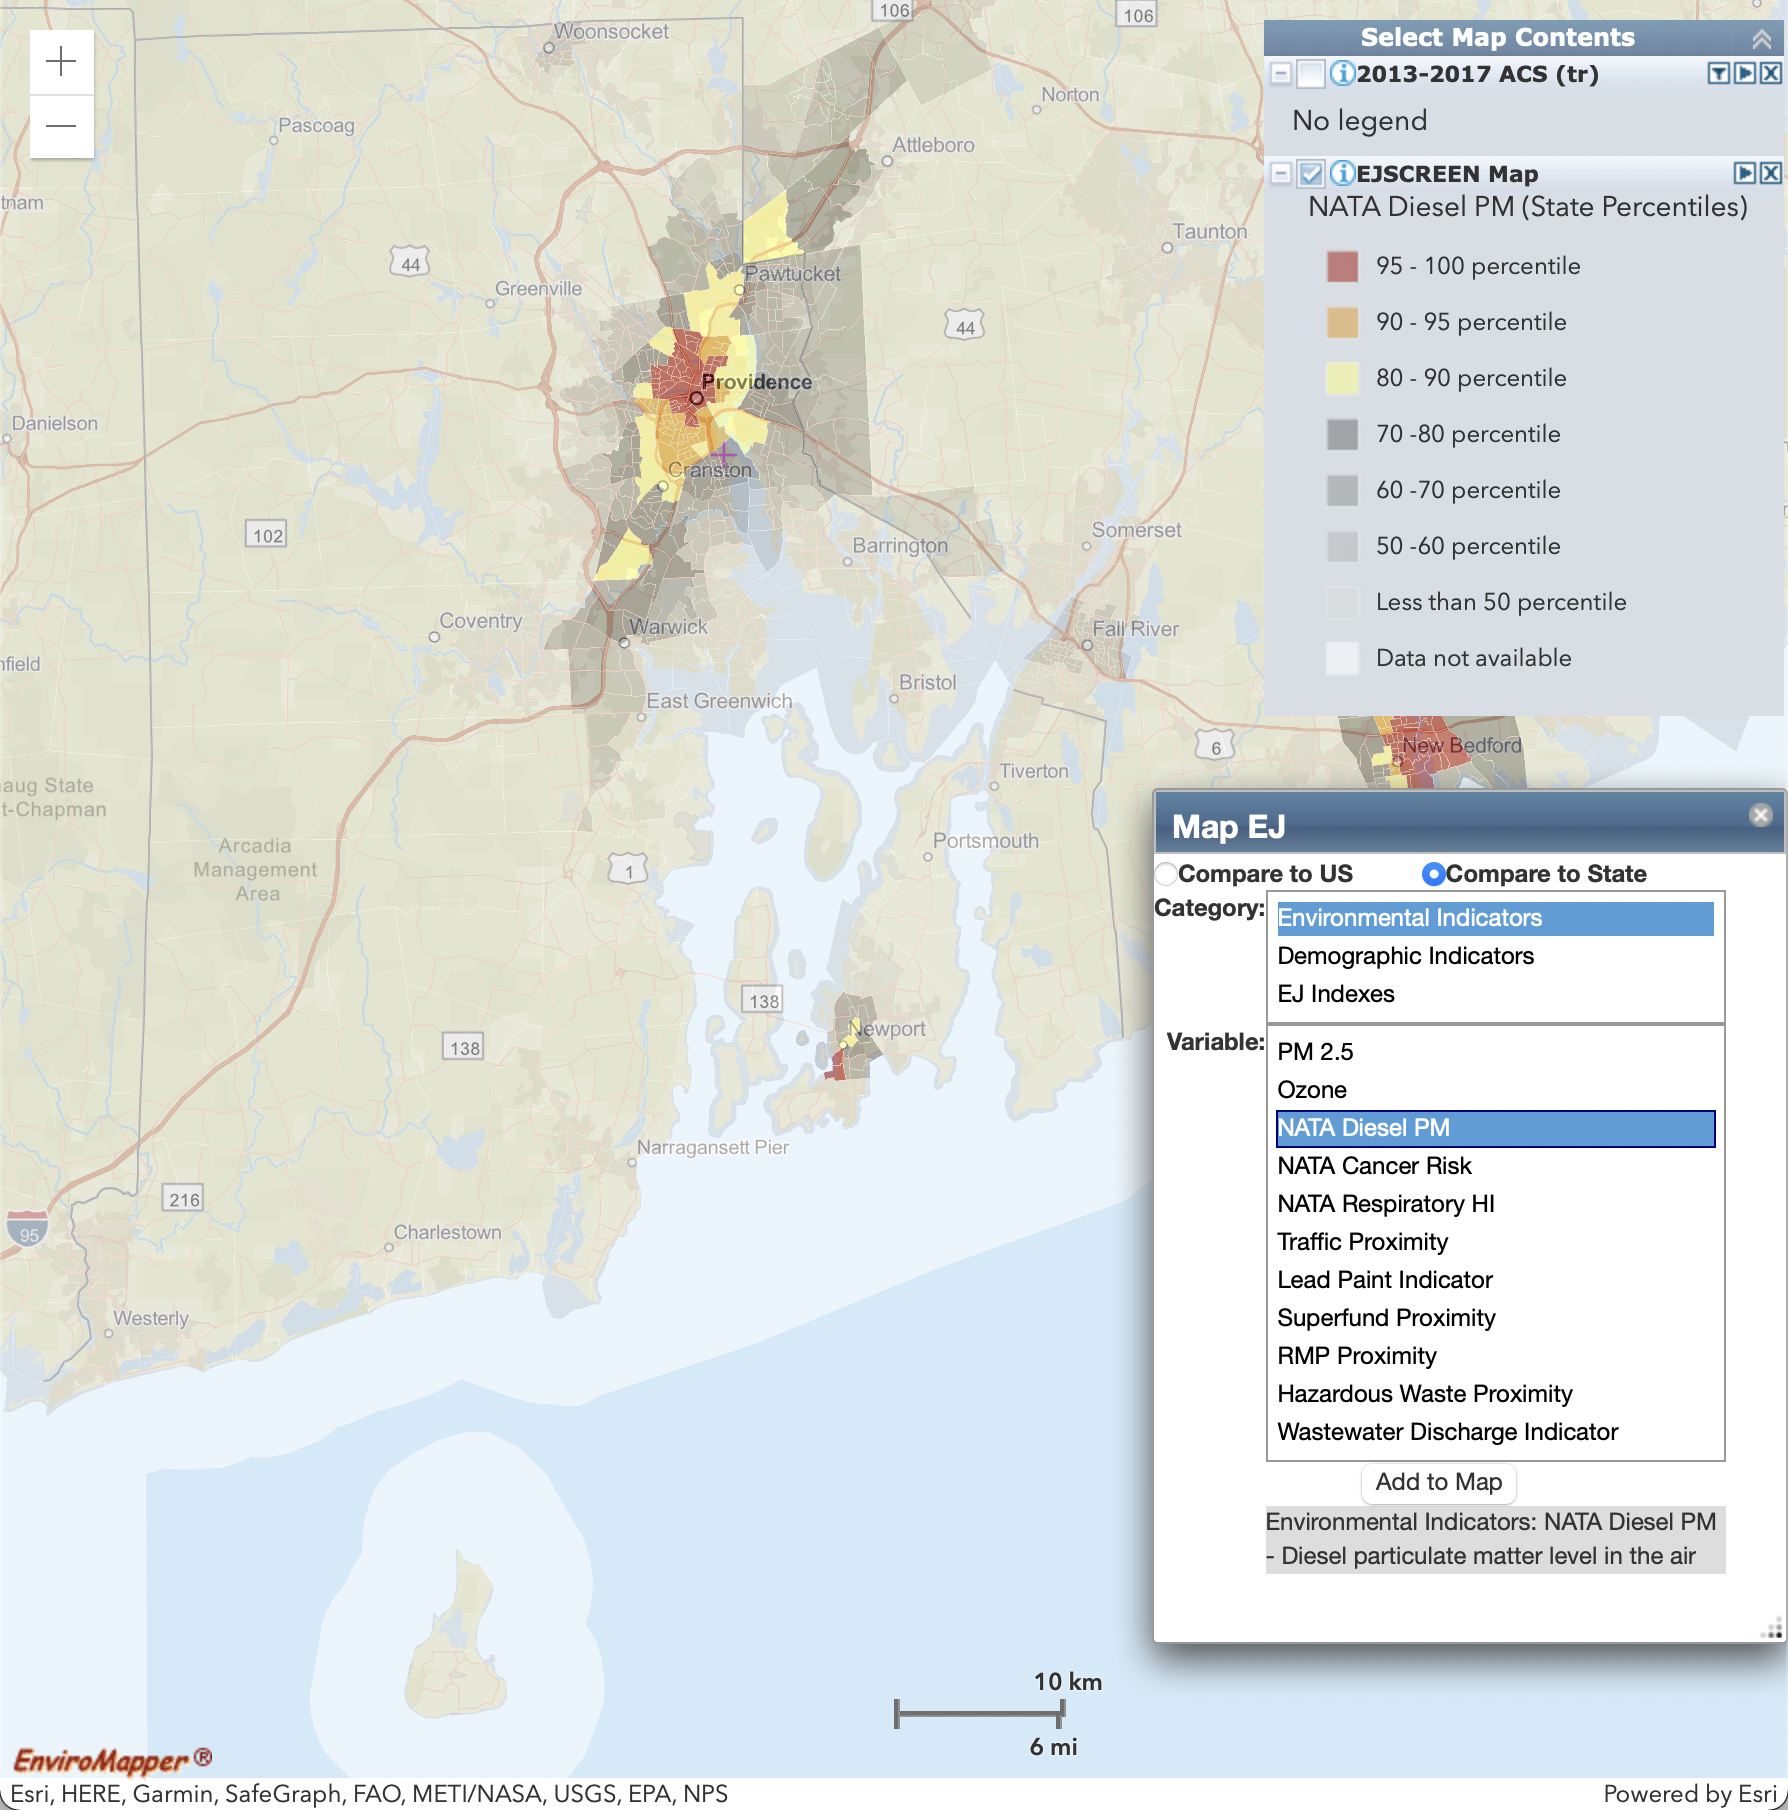 106
106
Woonsocket
Select Map Contents
2013-2017 ACS (tr)
Norton
No legend
Pascoag
Attleboro
EJSCREEN Map
tnam
NATA Diesel PM (State Percentiles)
Taunton
44
95 - 100 percentile
Pawtucket
Greenville
44
90 - 95 percentile
Providence
80 - 90 percentile
Danielson
70 -80 percentile
Cranston
60 -70 percentile
102
Somerset
Barrington
50 -60 percentile
Less than 50 percentile
Coventry
Warwick
Fall River
nfield
Data not available
Bristol
East Greenwich
6
New Bedford
Tiverton
aug State
t-Chapman
Map EJ
Portsmouth
Arcadia
Management
Area
1
Compare to US
Compare to State
Category:
Environmental Indicators
Demographic Indicators
EJ Indexes
138
Newport
138
Variable:
PM 2.5
Ozone
NATA Diesel PM
Narragansett Pier
NATA Cancer Risk
216
NATA Respiratory HI
95
Charlestown
Traffic Proximity
Lead Paint Indicator
Westerly
Superfund Proximity
RMP Proximity
Hazardous Waste Proximity
Wastewater Discharge Indicator
Add to Map
Environmental Indicators: NATA Diesel PM
- Diesel particulate matter level in the air
10 km
6 mi
EnviroMapper ®
Esri, HERE, Garmin, SafeGraph, FAO, METI/NASA, USGS, EPA, NPS
Powered by Esri